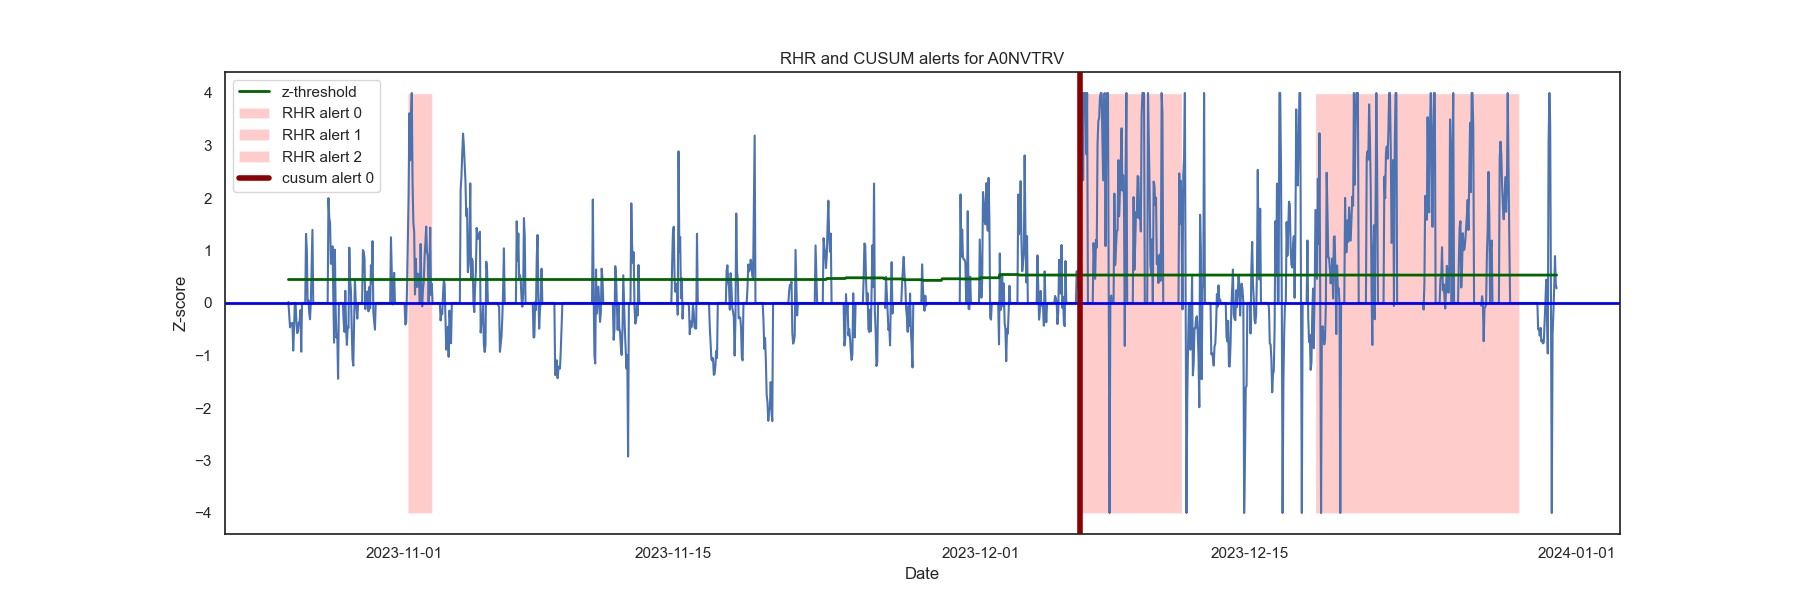 RHR and CUSUM alerts for A0NVTRV
z-threshold
RHR alert 0
RHR alert 1
RHR alert 2
cusum alert 0
Z-score
4
3
2
1
0
−1
−2
−3
−4
2023-11-01 2023-11-15 2023-12-01 2023-12-15 2024-01-01
Date